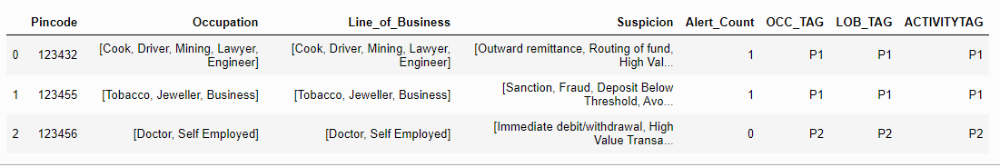 Pincode Occupation Line_of_Business Suspicion Alert_Count OCC_TAG LOB_TAG ACTIVITYTAG
0 123432 [Cook, Driver, Mining, Lawyer, Engineer] [Cook, Driver, Mining, Lawyer, Engineer] [Outward remittance, Routing of fund, High Val... 1 P1 P1 P1
1 123455 [Tobacco, Jeweller, Business] [Tobacco, Jeweller, Business] [Sanction, Fraud, Deposit Below Threshold, Avo... 1 P1 P1 P1
2 123456 [Doctor, Self Employed] [Doctor, Self Employed] [Immediate debit/withdrawal, High Value Transa... 0 P2 P2 P2